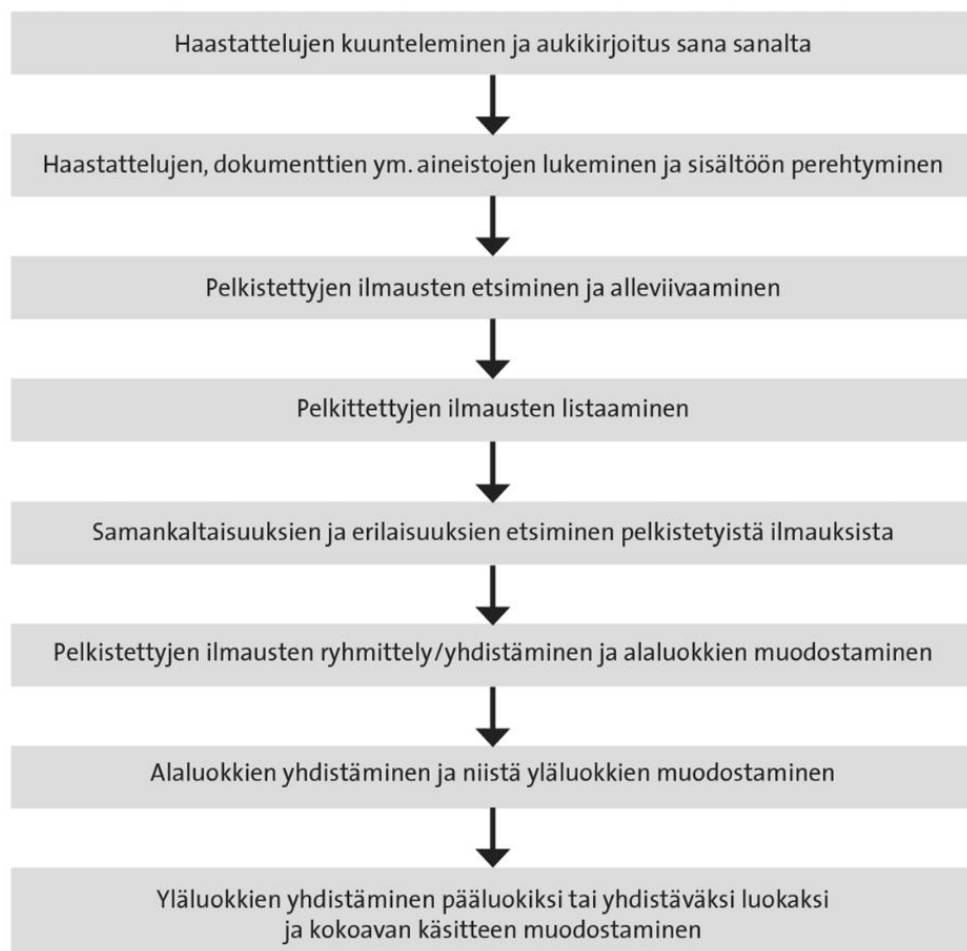 Haastattelujen kuunteleminen ja aukikirjoitus sana sanalta
Haastattelujen, dokumenttien ym. aineistojen lukeminen ja sisältöön perehtyminen
Pelkistettyjen ilmausten etsiminen ja alleviivaaminen
Pelkittettyjen ilmausten listaaminen
Samankaltaisuuksien ja erilaisuuksien etsiminen pelkistetyistä ilmauksista
Pelkistettyjen ilmausten ryhmittely/yhdistäminen ja alaluokkien muodostaminen
Alaluokkien yhdistäminen ja niistä yläluokkien muodostaminen
Yläluokkien yhdistäminen pääluokiksi tai yhdistäväksi luokaksi
ja kokoavan käsitteen muodostaminen